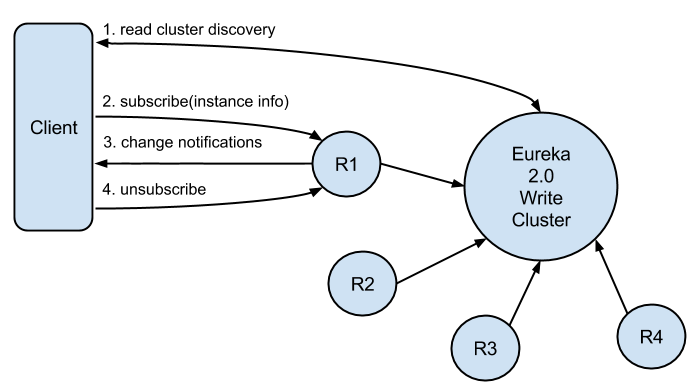 1. read cluster discovery
2. subscribe(instance info)
Client
3. change notifications
R1
4. unsubscribe
Eureka
2.0
Write
Cluster
R2
R3
R4